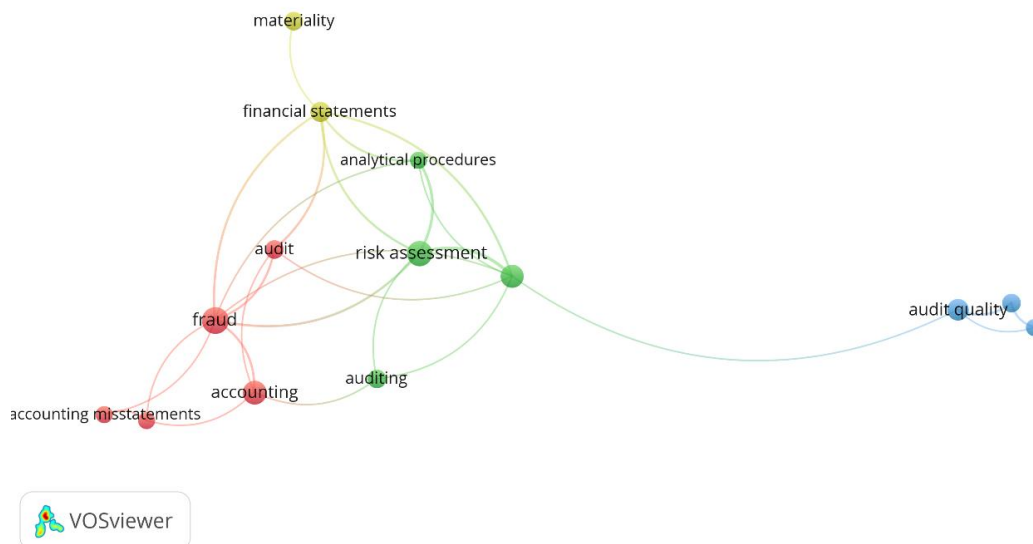 materiality
financial statements
analytical procedures
audit
risk assessment
fraud
audit quality
auditing
accounting
accounting misstatements
VOSviewer